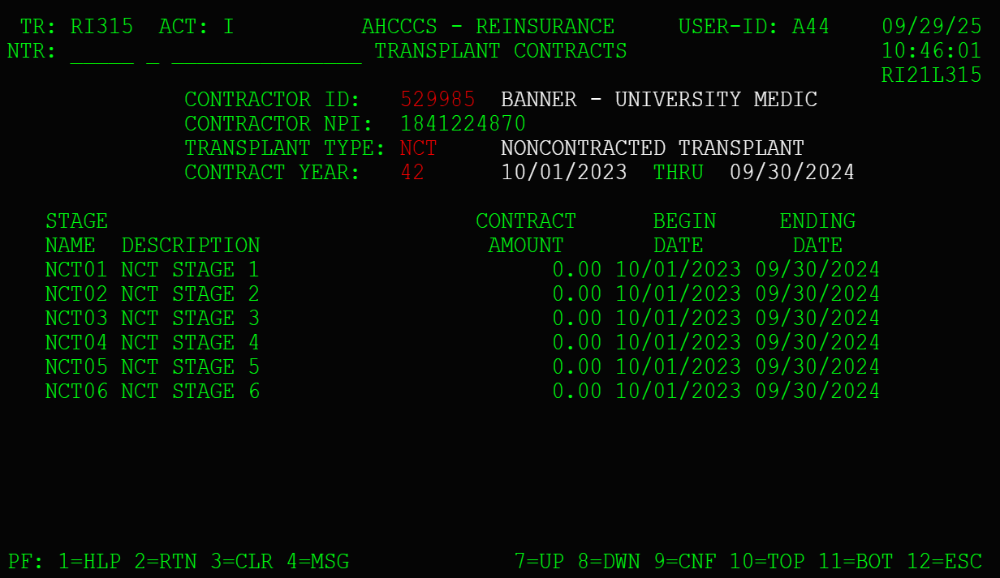 TR: RI315 ACT: I AHCCCS - REINSURANCE USER-ID: A44 09/29/25
NTR: _____ _ _______________ TRANSPLANT CONTRACTS 10:46:01
RI21L315
CONTRACTOR ID: 529985 BANNER - UNIVERSITY MEDIC
CONTRACTOR NPI: 1841224870
TRANSPLANT TYPE: NCT NONCONTRACTED TRANSPLANT
CONTRACT YEAR: 42 10/01/2023 THRU 09/30/2024
STAGE CONTRACT BEGIN ENDING
NAME DESCRIPTION AMOUNT DATE DATE
NCT01 NCT STAGE 1 0.00 10/01/2023 09/30/2024
NCT02 NCT STAGE 2 0.00 10/01/2023 09/30/2024
NCT03 NCT STAGE 3 0.00 10/01/2023 09/30/2024
NCT04 NCT STAGE 4 0.00 10/01/2023 09/30/2024
NCT05 NCT STAGE 5 0.00 10/01/2023 09/30/2024
NCT06 NCT STAGE 6 0.00 10/01/2023 09/30/2024
PF: 1=HLP 2=RTN 3=CLR 4=MSG 7=UP 8=DWN 9=CNF 10=TOP 11=BOT 12=ESC